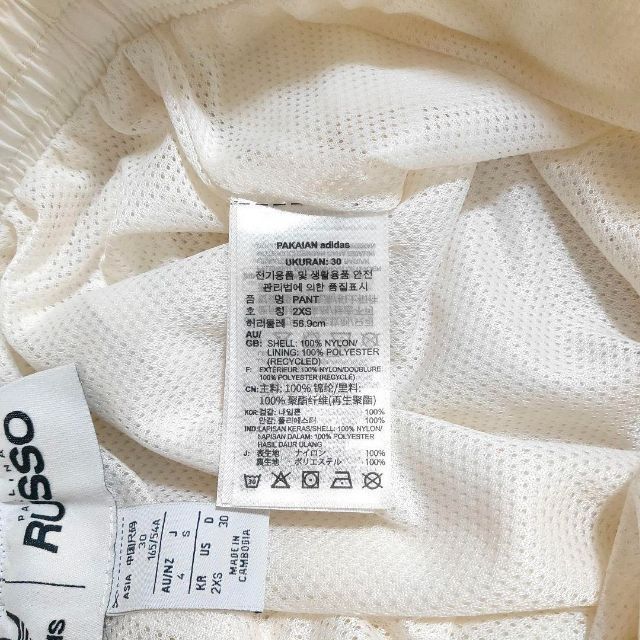 PAKAIAN adidas
UKURAN: 30
전기용품 및 생활용품 안전
관리법에 의한 품질표시
품 명 PANT
호 칭 2XS
허리둘레 56.9cm
AU/
GB: SHELL: 100% NYLON/
LINING: 100% POLYESTER
(RECYCLED)
F: EXTÉRIEUR: 100% NYLON/DOUBLURE
100% POLYESTER (RECYCLÉ)
CN: 主料: 100% 锦纶/里料:
100% 聚酯纤维(再生聚酯)
KOR: 겉감: 나일론 100%
안감: 폴리에스터 100%
IND: LAPISAN KERAS/SHELL: 100% NYLON/
LAPISAN DALAM: 100% POLYESTER
HASIL DAUR ULANG
J: 表生地 ナイロン 100%
裏生地 ポリエステル 100%
PAOLINA
RUSSO
ASIA 中国尺码
30 165/54A
AU/NZ J
4 S
KR US D
2XS 30
MADE IN
CAMBODIA